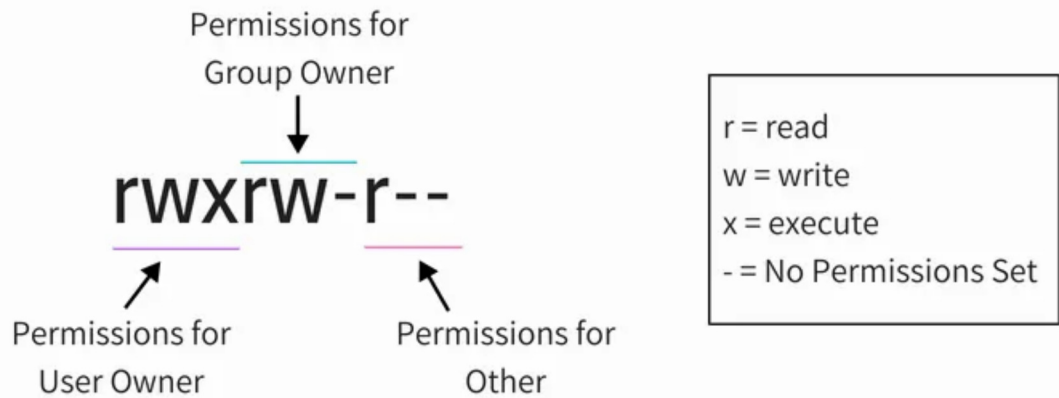 Permissions for
Group Owner
rwxrw-r--
Permissions for
User Owner
Permissions for
Other
r = read
w = write
x = execute
- = No Permissions Set